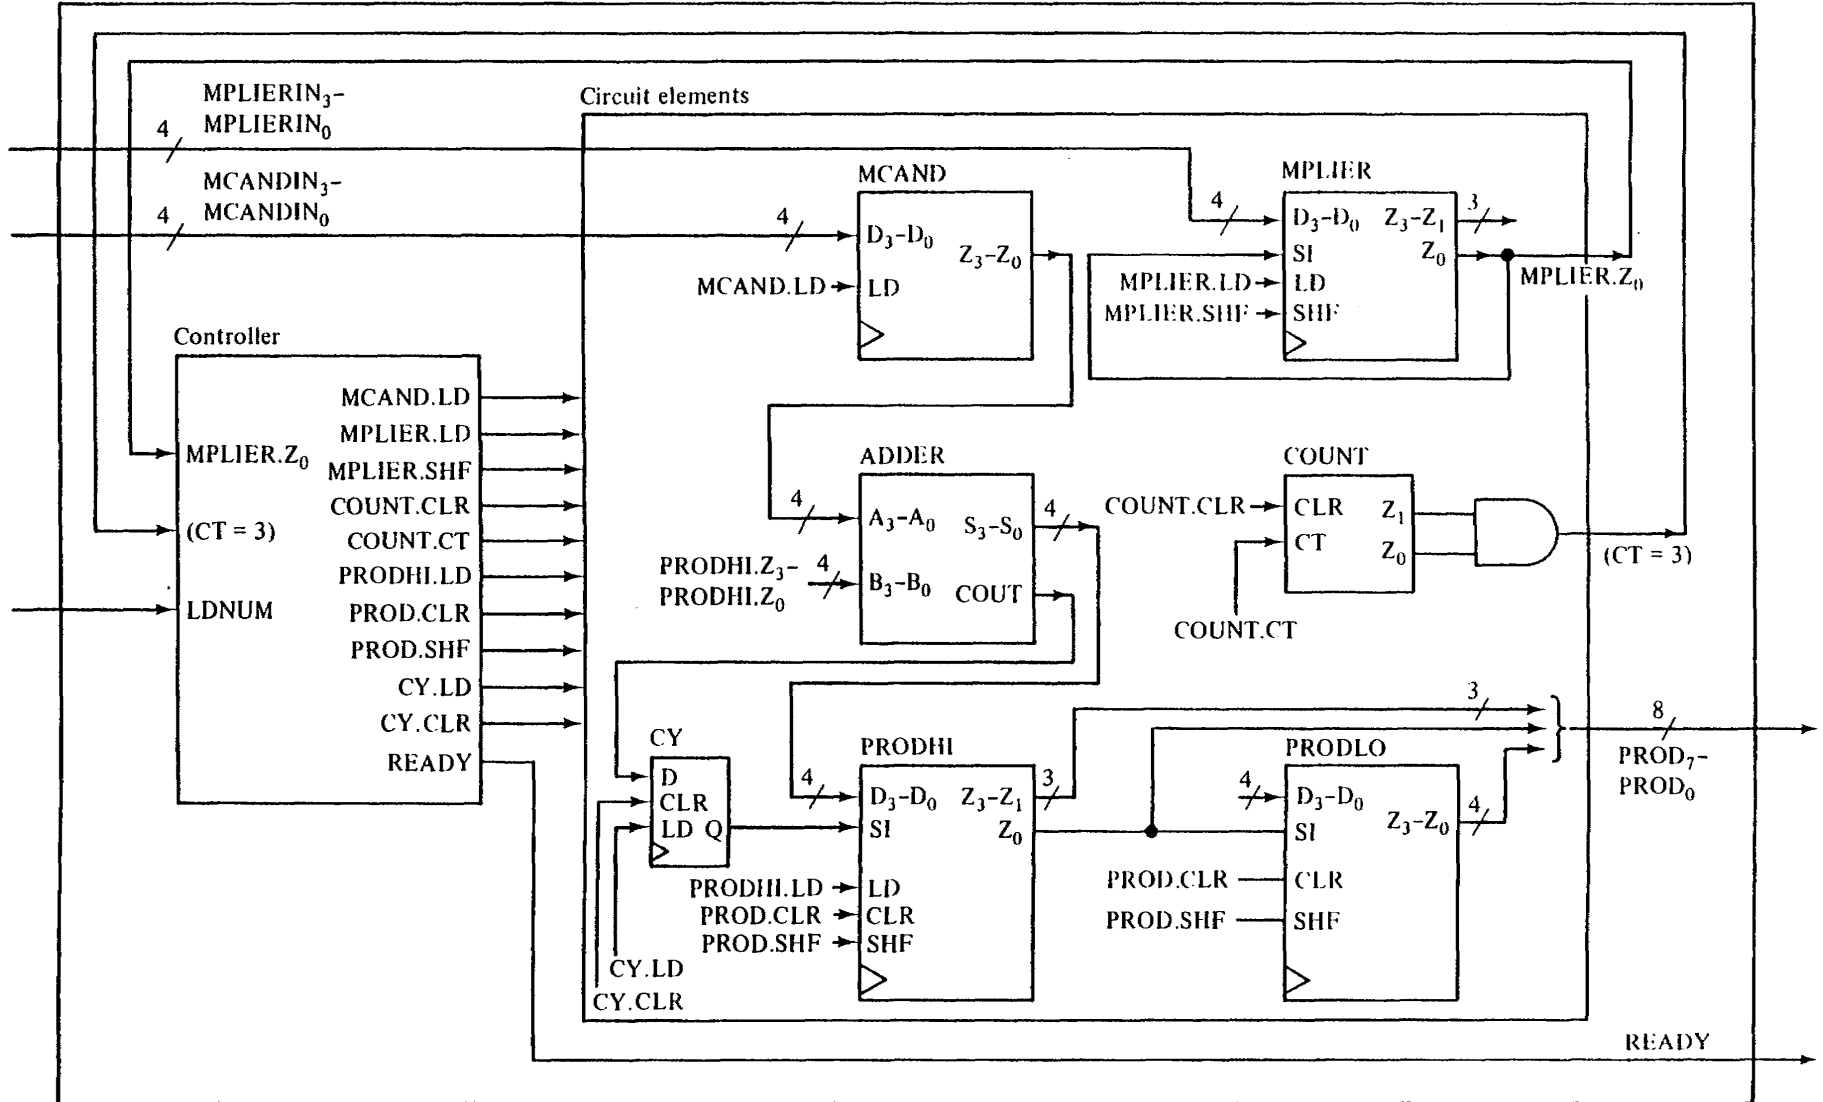 MPLIERIN₃–
MPLIERIN₀
4
MCANDIN₃–
MCANDIN₀
4
Circuit elements
MCAND
4
D₃–D₀
Z₃–Z₀
MCAND.LD
LD
MPLIER
4
D₃–D₀
Z₃–Z₁
3
SI
Z₀
MPLIER.LD
LD
MPLIER.SHF
SHF
MPLIER.Z₀
Controller
MCAND.LD
MPLIER.LD
MPLIER.Z₀
MPLIER.SHF
COUNT.CLR
(CT = 3)
COUNT.CT
PRODHI.LD
LDNUM
PROD.CLR
PROD.SHF
CY.LD
CY.CLR
READY
ADDER
4
A₃–A₀
S₃–S₀
4
PRODHI.Z₃–
PRODHI.Z₀
4
B₃–B₀
COUT
COUNT
COUNT.CLR
CLR
Z₁
CT
Z₀
(CT = 3)
COUNT.CT
CY
D
CLR
LD Q
CY.LD
CY.CLR
PRODHI
4
D₃–D₀
Z₃–Z₁
3
SI
Z₀
PRODHI.LD
LD
PROD.CLR
CLR
PROD.SHF
SHF
3
PRODLO
4
D₃–D₀
Z₃–Z₀
4
SI
PROD.CLR
CLR
PROD.SHF
SHF
8
PROD₇–
PROD₀
READY